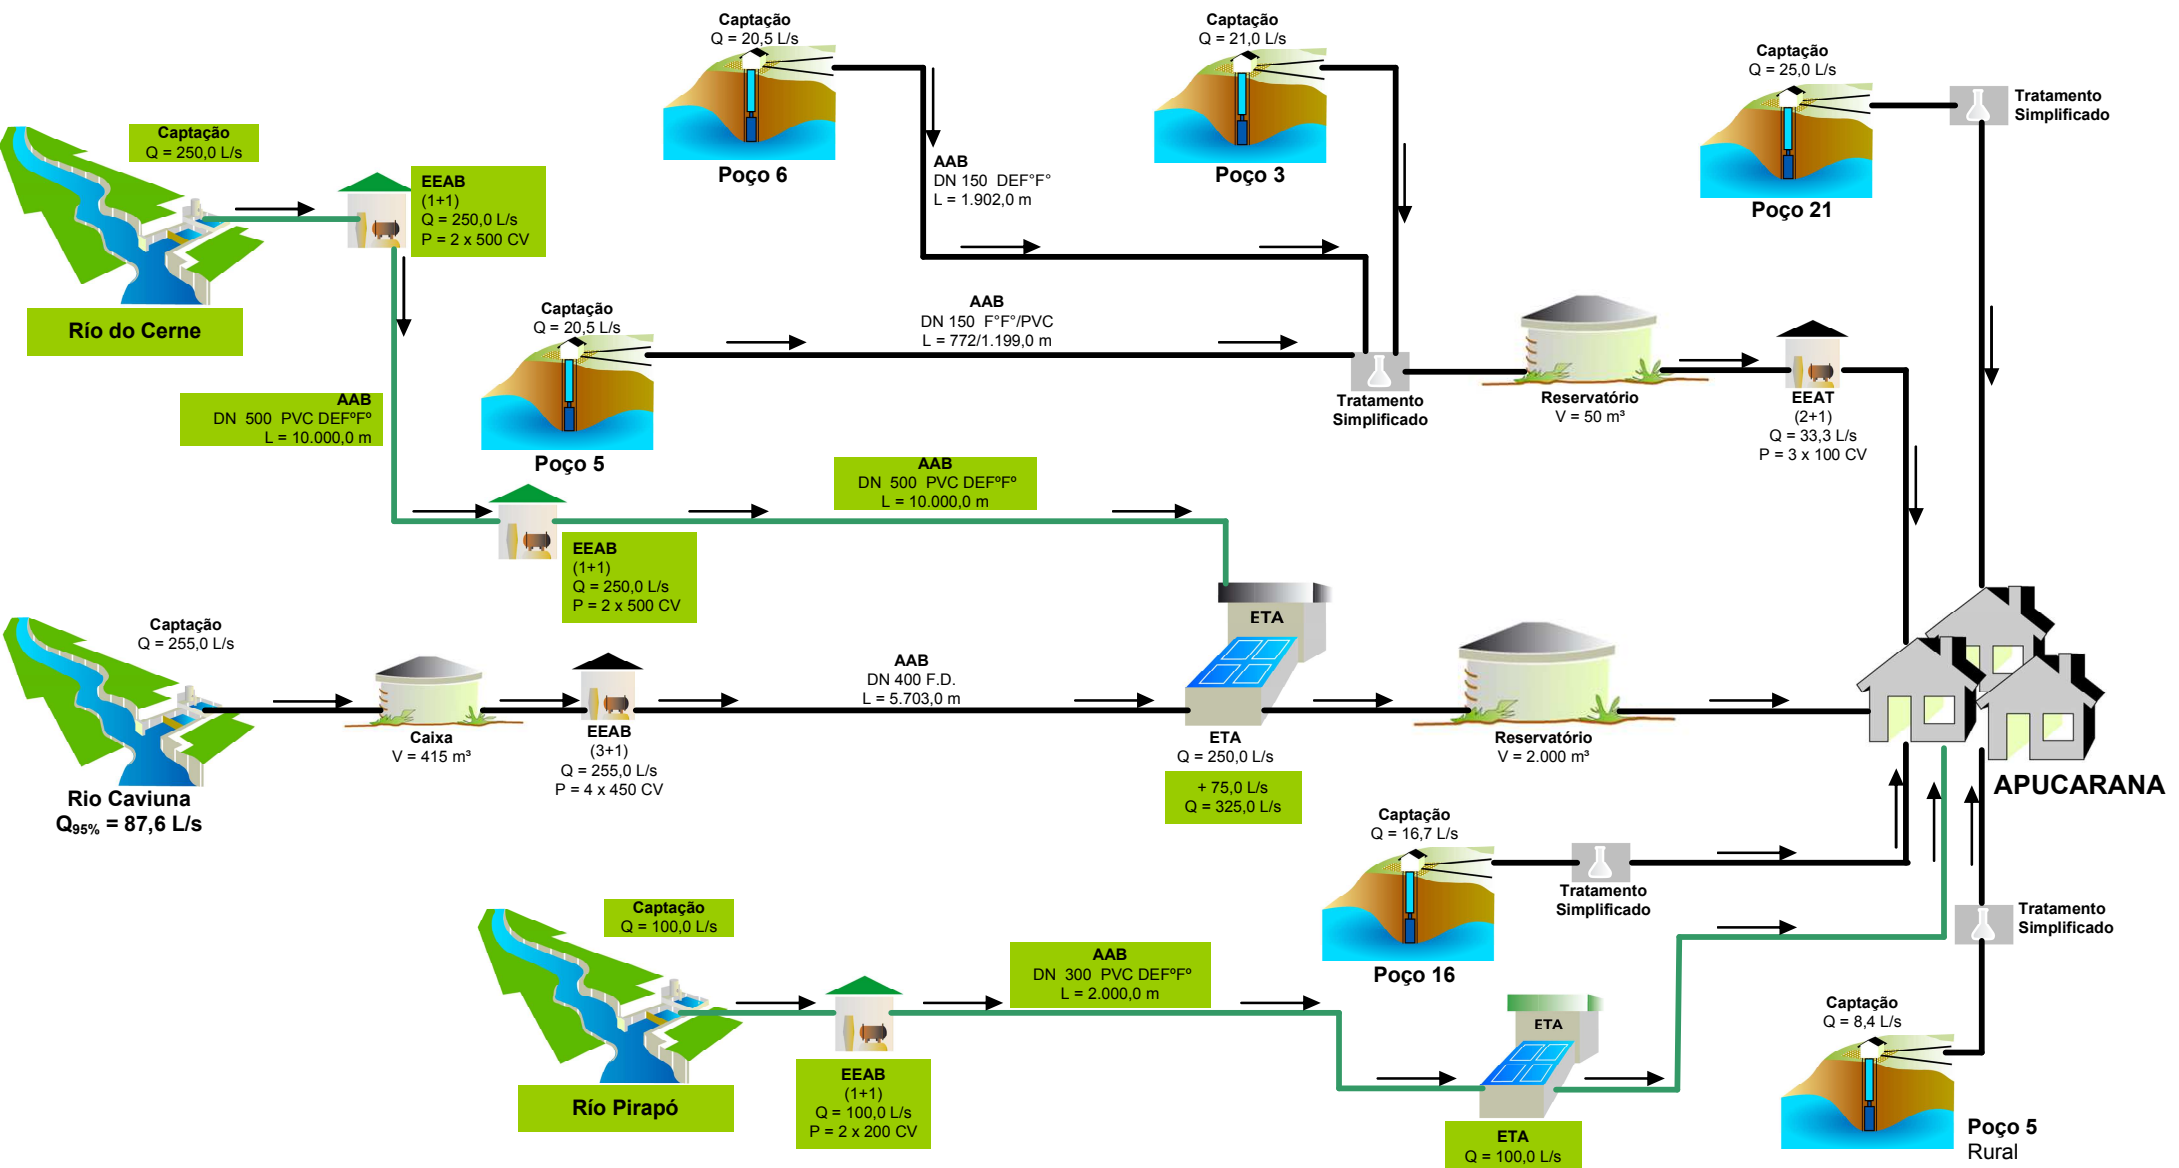 Captação
Q = 20,5 L/s
Poço 6
Captação
Q = 21,0 L/s
Poço 3
Captação
Q = 25,0 L/s
Poço 21
Tratamento
Simplificado
Captação
Q = 250,0 L/s
EEAB
(1+1)
Q = 250,0 L/s
P = 2 x 500 CV
Río do Cerne
AAB
DN 150 DEF°F°
L = 1.902,0 m
Captação
Q = 20,5 L/s
Poço 5
AAB
DN 150 F°F°/PVC
L = 772/1.199,0 m
Tratamento
Simplificado
Reservatório
V = 50 m³
EEAT
(2+1)
Q = 33,3 L/s
P = 3 x 100 CV
AAB
DN 500 PVC DEFºFº
L = 10.000,0 m
AAB
DN 500 PVC DEFºFº
L = 10.000,0 m
EEAB
(1+1)
Q = 250,0 L/s
P = 2 x 500 CV
Captação
Q = 255,0 L/s
Rio Caviuna
Q95% = 87,6 L/s
Caixa
V = 415 m³
EEAB
(3+1)
Q = 255,0 L/s
P = 4 x 450 CV
AAB
DN 400 F.D.
L = 5.703,0 m
ETA
ETA
Q = 250,0 L/s
+ 75,0 L/s
Q = 325,0 L/s
Reservatório
V = 2.000 m³
APUCARANA
Captação
Q = 16,7 L/s
Poço 16
Tratamento
Simplificado
Captação
Q = 100,0 L/s
Río Pirapó
EEAB
(1+1)
Q = 100,0 L/s
P = 2 x 200 CV
AAB
DN 300 PVC DEFºFº
L = 2.000,0 m
ETA
ETA
Q = 100,0 L/s
Tratamento
Simplificado
Captação
Q = 8,4 L/s
Poço 5
Rural